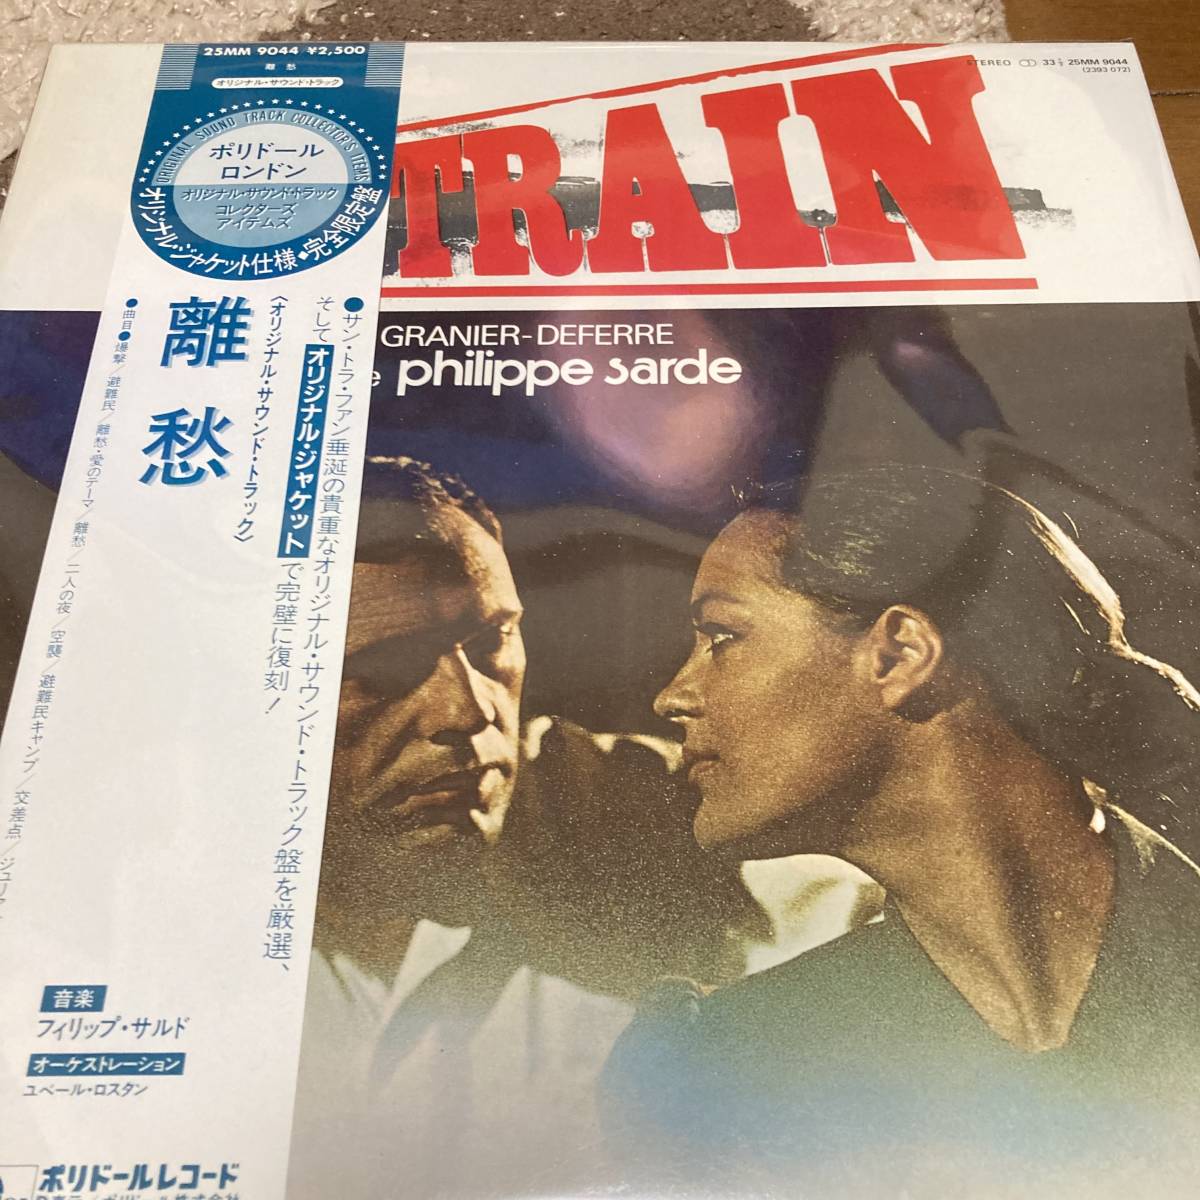 25MM 9044 ¥2,500
離 愁
オリジナル・サウンド・トラック
ORIGINAL SOUND TRACK COLLECTOR'S ITEMS
ポリドール
ロンドン
オリジナル・サウンド・トラック
コレクターズ
アイテムズ
オリジナル・ジャケット仕様・完全限定盤
STEREO 33⅓ 25MM 9044
(2393 072)
TRAIN
GRANIER-DEFERRE
philippe sarde
●サン・トラ・ファン垂涎の貴重なオリジナル・サウンド・トラック盤を厳選、
そしてオリジナル・ジャケットで完璧に復刻!
〈オリジナル・サウンド・トラック〉
離愁
●曲目●爆撃/避難民/離愁・愛のテーマ/離愁/二人の夜/空襲/避難民キャンプ/交差点/ジュリア
音楽
フィリップ・サルド
オーケストレーション
ユベール・ロスタン
ポリドールレコード